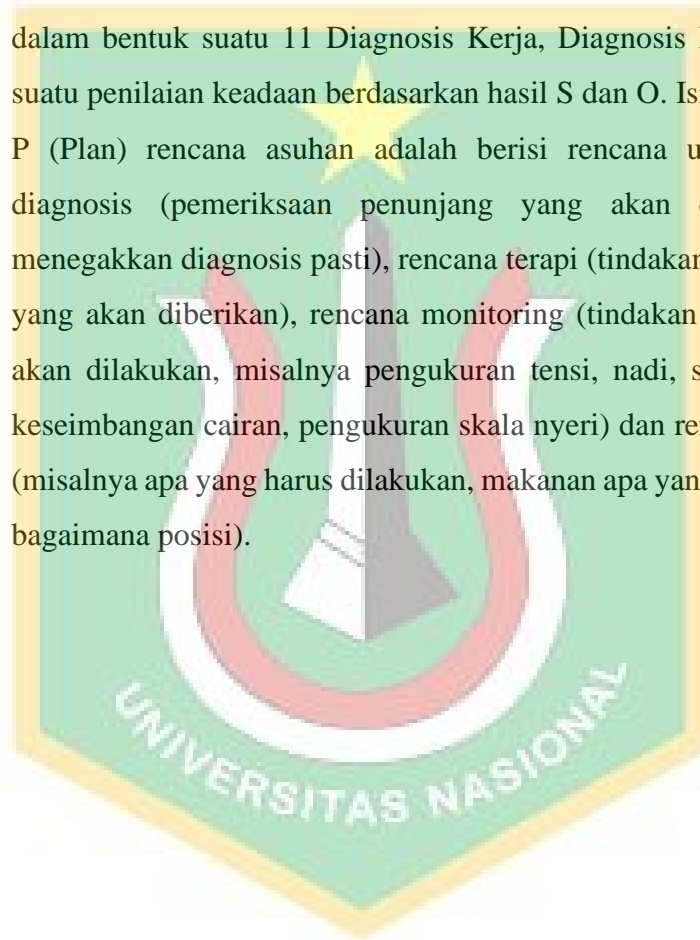 dalam bentuk suatu 11 Diagnosis Kerja, Diagnosis
suatu penilaian keadaan berdasarkan hasil S dan O.
P (Plan) rencana asuhan adalah berisi rencana
diagnosis (pemeriksaan penunjang yang akan
menegakkan diagnosis pasti), rencana terapi (tindakan
yang akan diberikan), rencana monitoring (tindakan
akan dilakukan, misalnya pengukuran tensi, nadi,
keseimbangan cairan, pengukuran skala nyeri) dan
(misalnya apa yang harus dilakukan, makanan apa
bagaimana posisi).
UNIVERSITAS NASIONAL